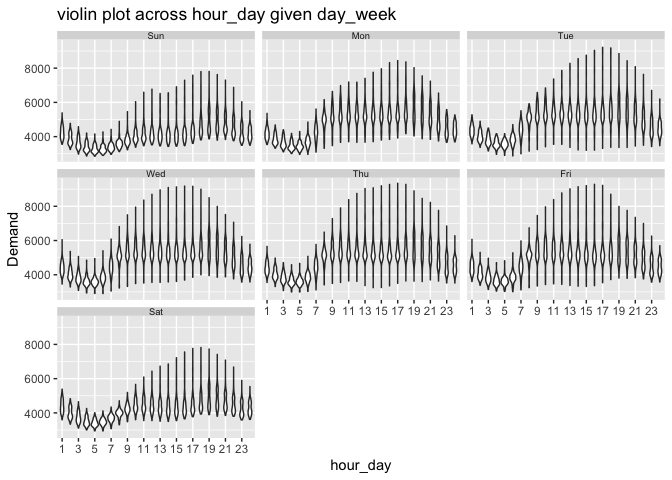 violin plot across hour_day given day_week
Sun Mon Tue
8000
6000
4000
Wed Thu Fri
8000
6000
4000
1 3 5 7 9 11 13 15 17 19 21 23 1 3 5 7 9 11 13 15 17 19 21 23
Sat
8000
6000
4000
1 3 5 7 9 11 13 15 17 19 21 23
Demand
hour_day